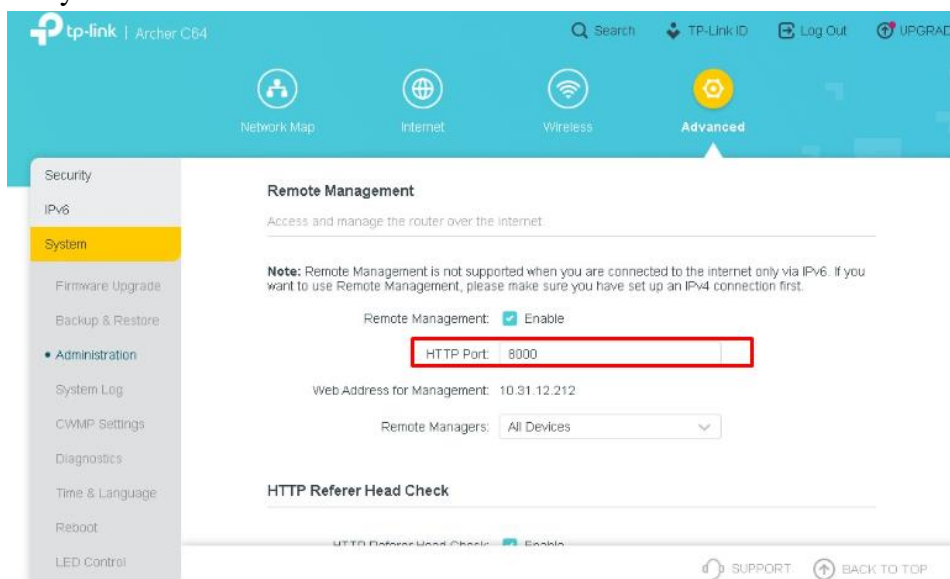 tp-link | Archer C64
Search
TP-Link ID
Log Out
UPGRAD
Network Map
Internet
Wireless
Advanced
Security
IPv6
System
Firmware Upgrade
Backup & Restore
Administration
System Log
CWMP Settings
Diagnostics
Time & Language
Reboot
LED Control
Remote Management
Access and manage the router over the internet.
Note: Remote Management is not supported when you are connected to the internet only via IPv6. If you
want to use Remote Management, please make sure you have set up an IPv4 connection first.
Remote Management: Enable
HTTP Port: 8000
Web Address for Management: 10.31.12.212
Remote Managers: All Devices
HTTP Referer Head Check
HTTP Referer Head Check: Enable
SUPPORT
BACK TO TOP